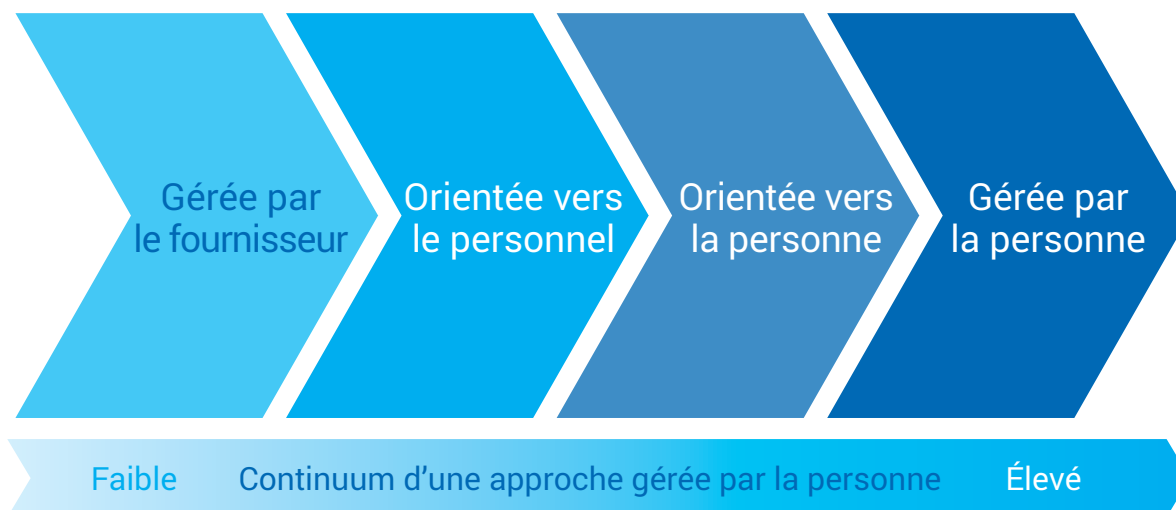 Gérée par
le fournisseur
Orientée vers
le personnel
Orientée vers
la personne
Gérée par
la personne
Faible
Continuum d'une approche gérée par la personne
Élevé